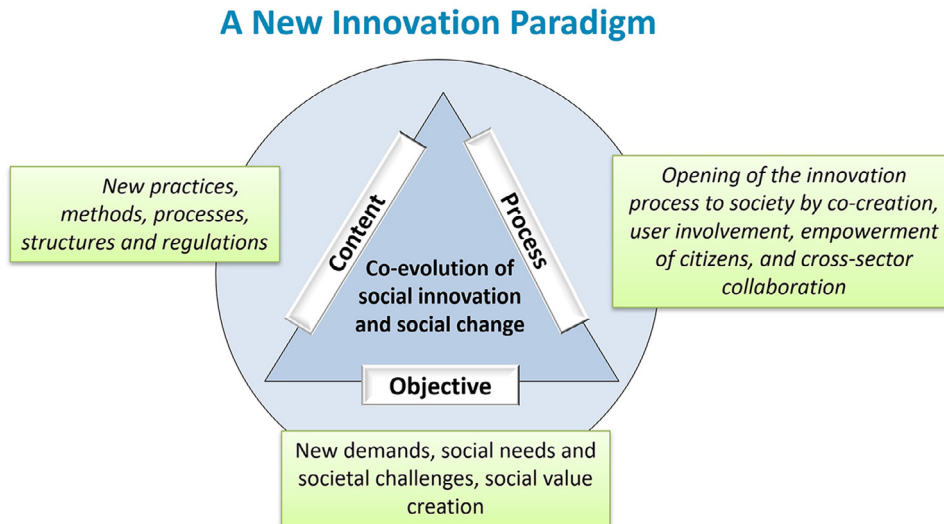 A New Innovation Paradigm
New practices,
methods, processes,
structures and regulations
Content
Process
Opening of the innovation
process to society by co-creation,
user involvement, empowerment
of citizens, and cross-sector
collaboration
Co-evolution of
social innovation
and social change
Objective
New demands, social needs and
societal challenges, social value
creation